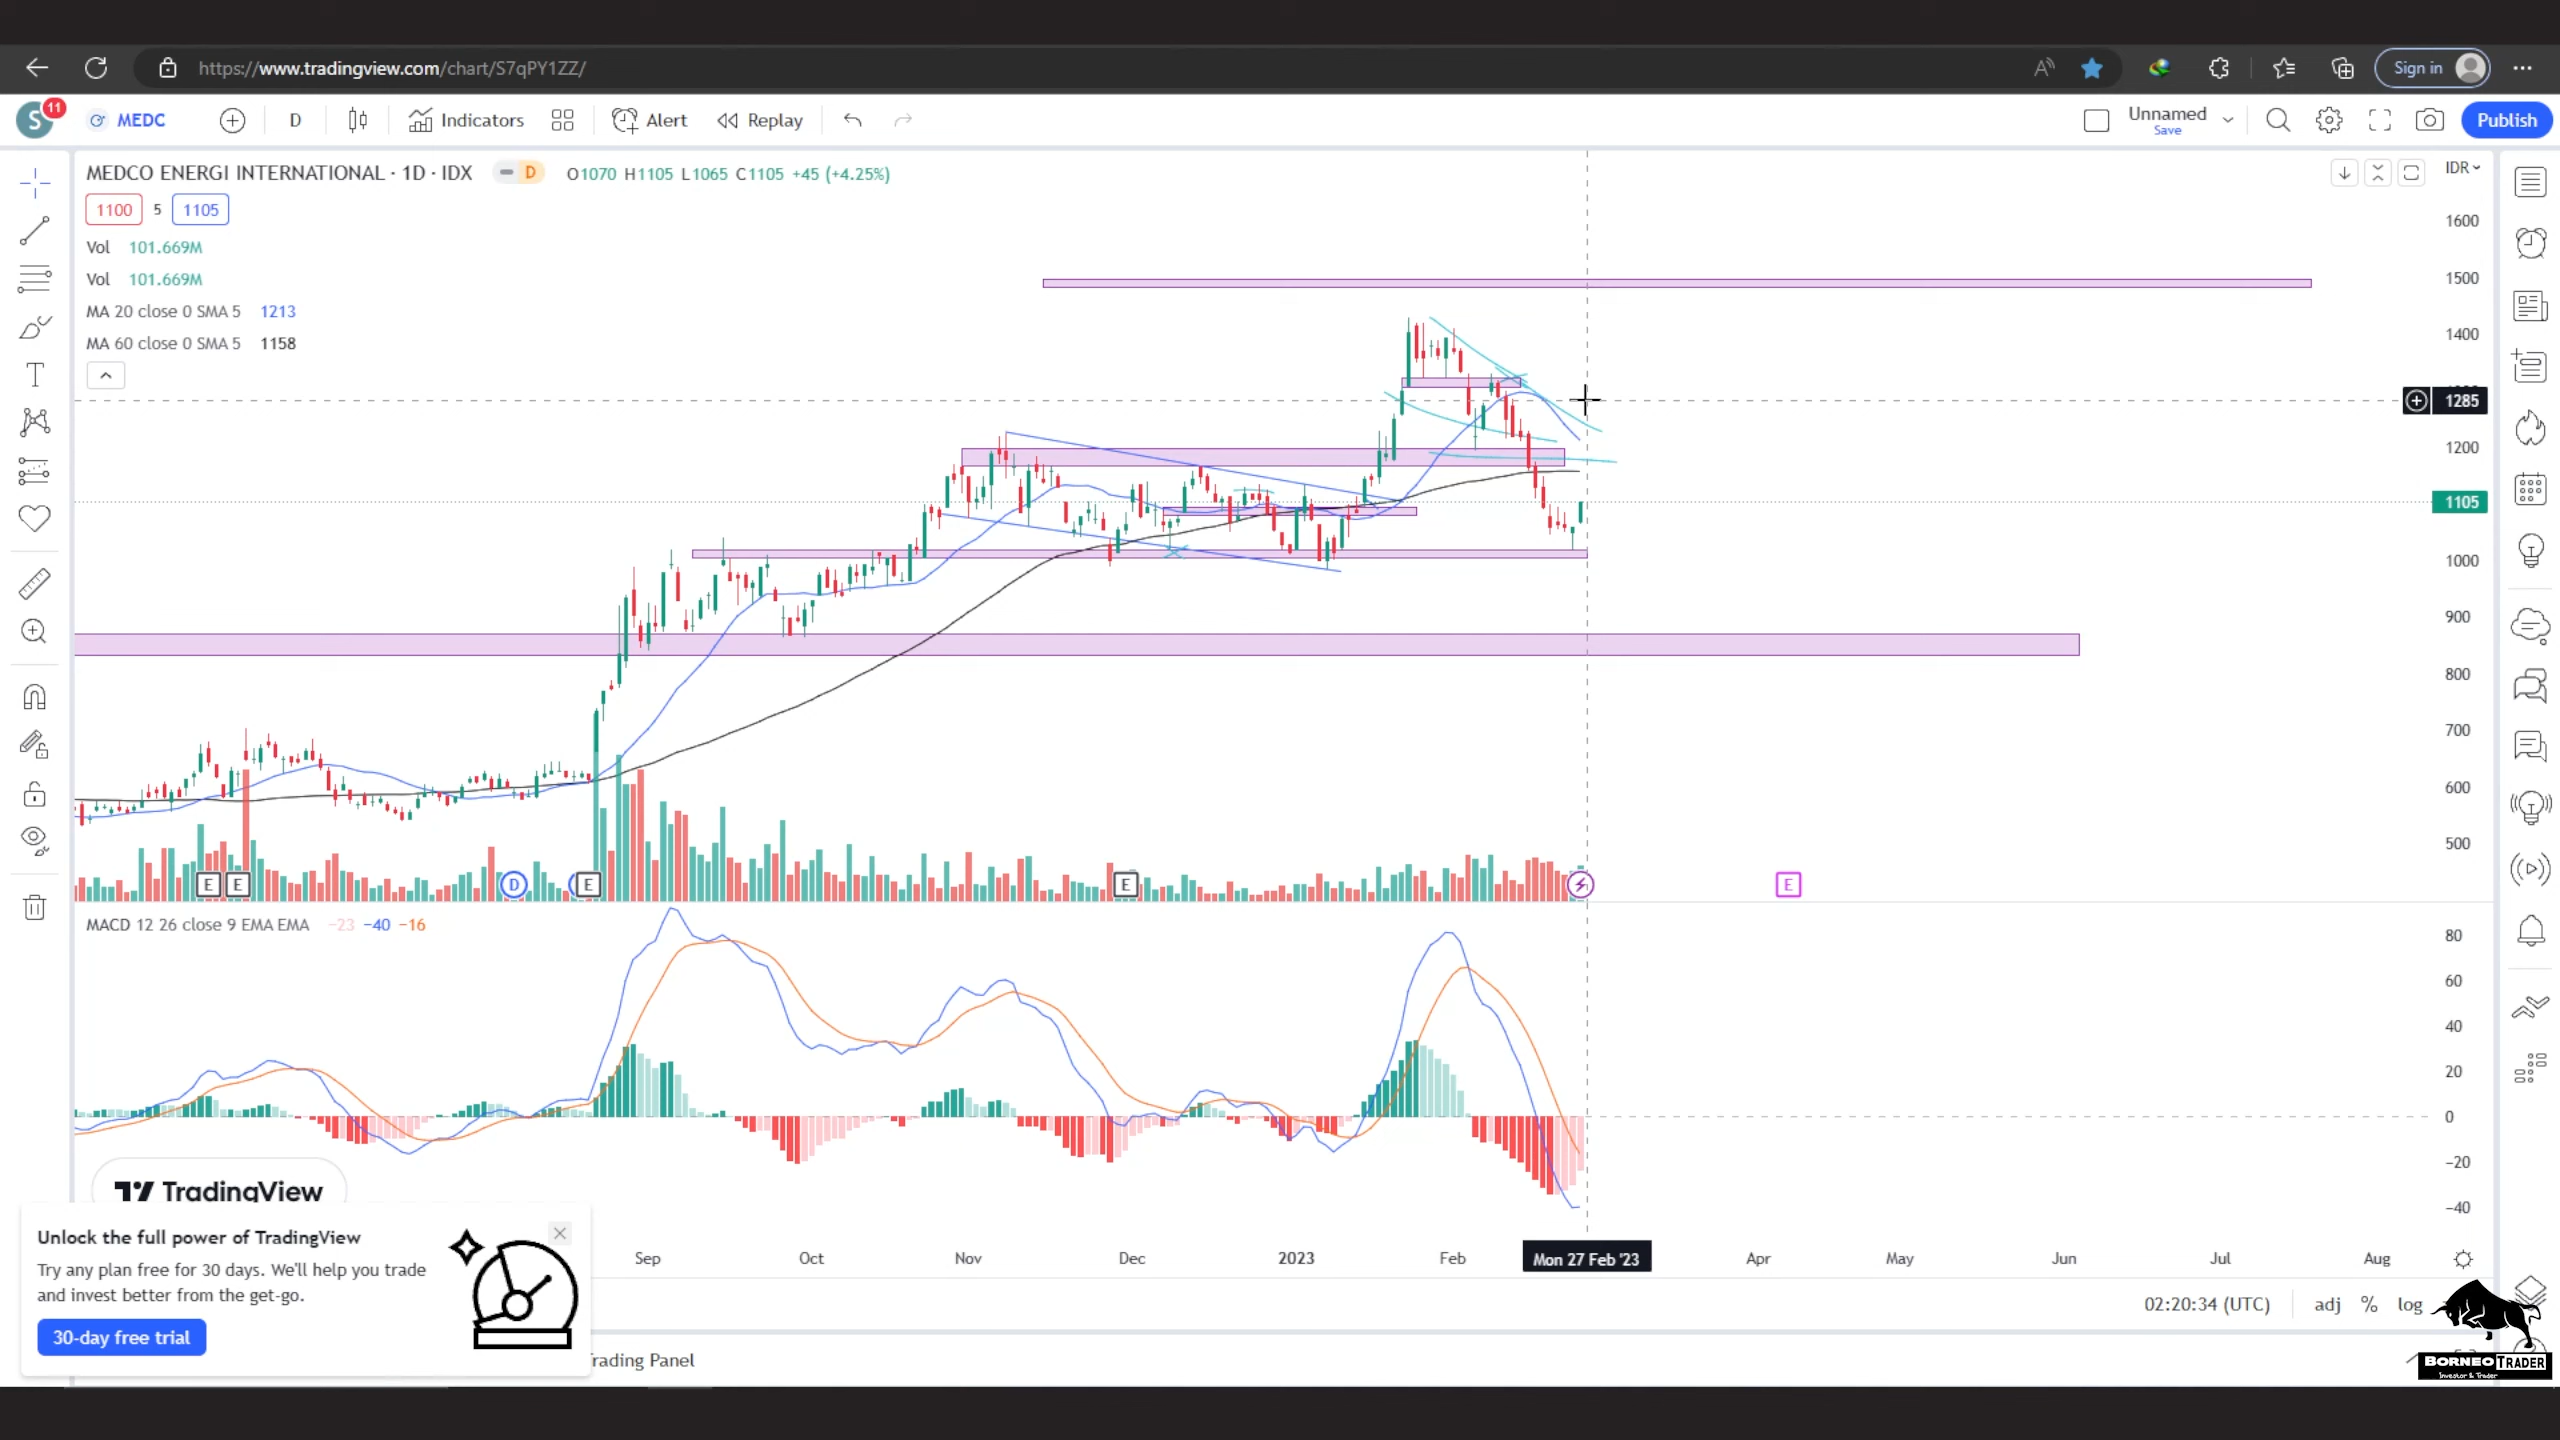 https://www.tradingview.com/chart/S7qPY1ZZ/
Sign in
S 11 MEDC D Indicators Alert Replay Unnamed Save Publish
MEDCO ENERGI INTERNATIONAL · 1D · IDX D O1070 H1105 L1065 C1105 +45 (+4.25%)
IDR
1100 5 1105
Vol 101.669M
Vol 101.669M
MA 20 close 0 SMA 5 1213
MA 60 close 0 SMA 5 1158
1600
1500
1400
1285
1200
1105
1000
900
800
700
600
500
E E D E E E
MACD 12 26 close 9 EMA EMA −23 −40 −16
80
60
40
20
0
−20
−40
TradingView
Unlock the full power of TradingView
Try any plan free for 30 days. We'll help you trade
and invest better from the get-go.
30-day free trial
Sep Oct Nov Dec 2023 Feb Mon 27 Feb '23 Apr May Jun Jul Aug
02:20:34 (UTC) adj % log
Trading Panel
BORNEO TRADER
Investor & Trader